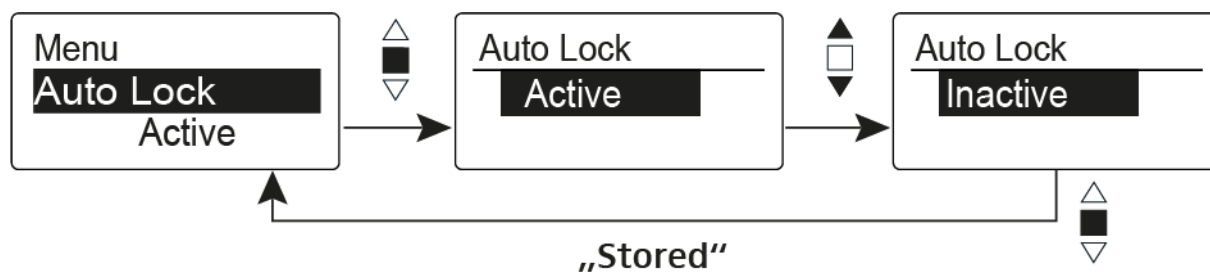 Menu
Auto Lock
Active
Auto Lock
Active
Auto Lock
Inactive
„Stored“